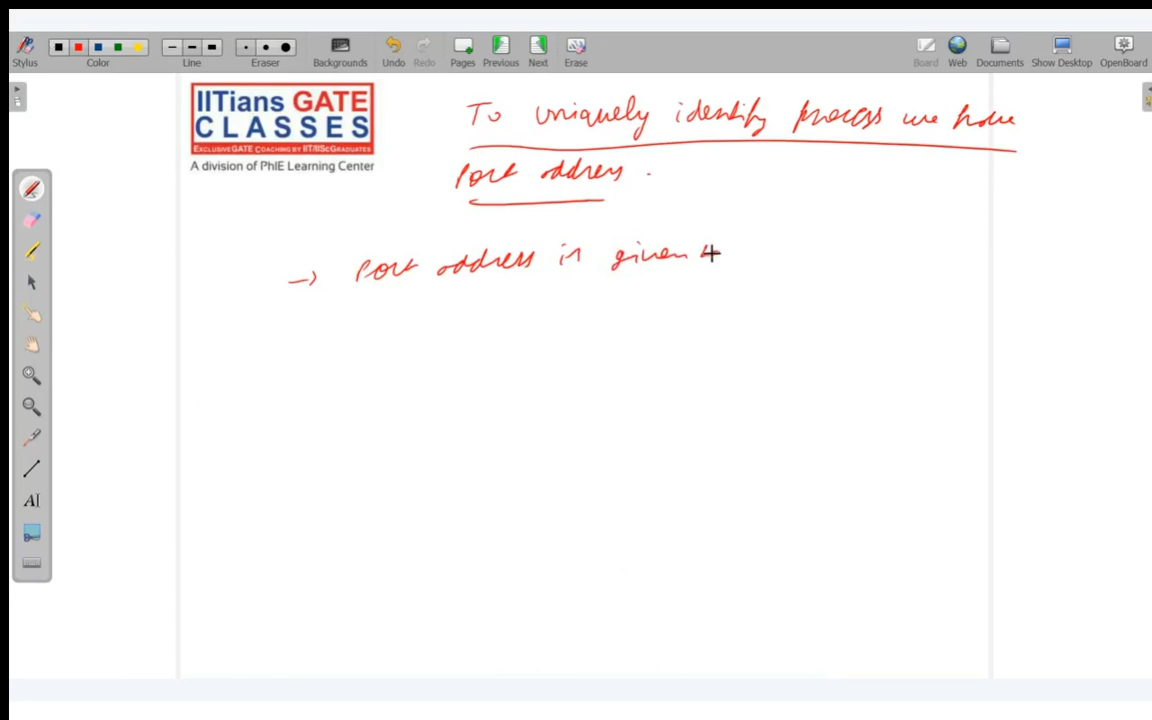 Stylus
Color
Line
Eraser
Backgrounds
Undo
Redo
Pages
Previous
Next
Erase
Board
Web
Documents
Show Desktop
OpenBoard
IITians GATE
CLASSES
EXCLUSIVE GATE COACHING BY IIT/IISc GRADUATES
A division of PhIE Learning Center
To uniquely identify process we have
Port address.
→ Port address is given
AI